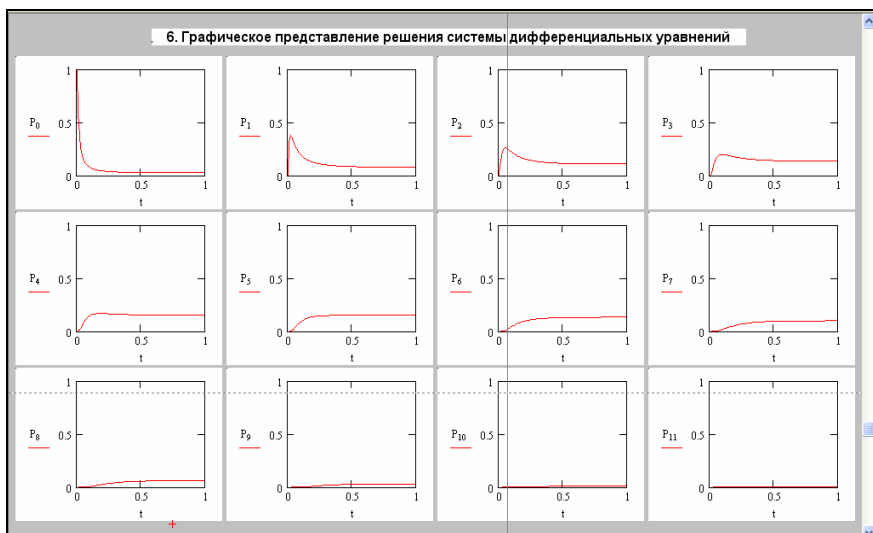 6. Графическое представление решения системы дифференциальных уравнений
1 1 1 1
P0 0.5 P1 0.5 P2 0.5 P3 0.5
0 0 0 0
0 0.5 1 0 0.5 1 0 0.5 1 0 0.5 1
t t t t
1 1 1 1
P4 0.5 P5 0.5 P6 0.5 P7 0.5
0 0 0 0
0 0.5 1 0 0.5 1 0 0.5 1 0 0.5 1
t t t t
1 1 1 1
P8 0.5 P9 0.5 P10 0.5 P11 0.5
0 0 0 0
0 0.5 1 0 0.5 1 0 0.5 1 0 0.5 1
t t t t